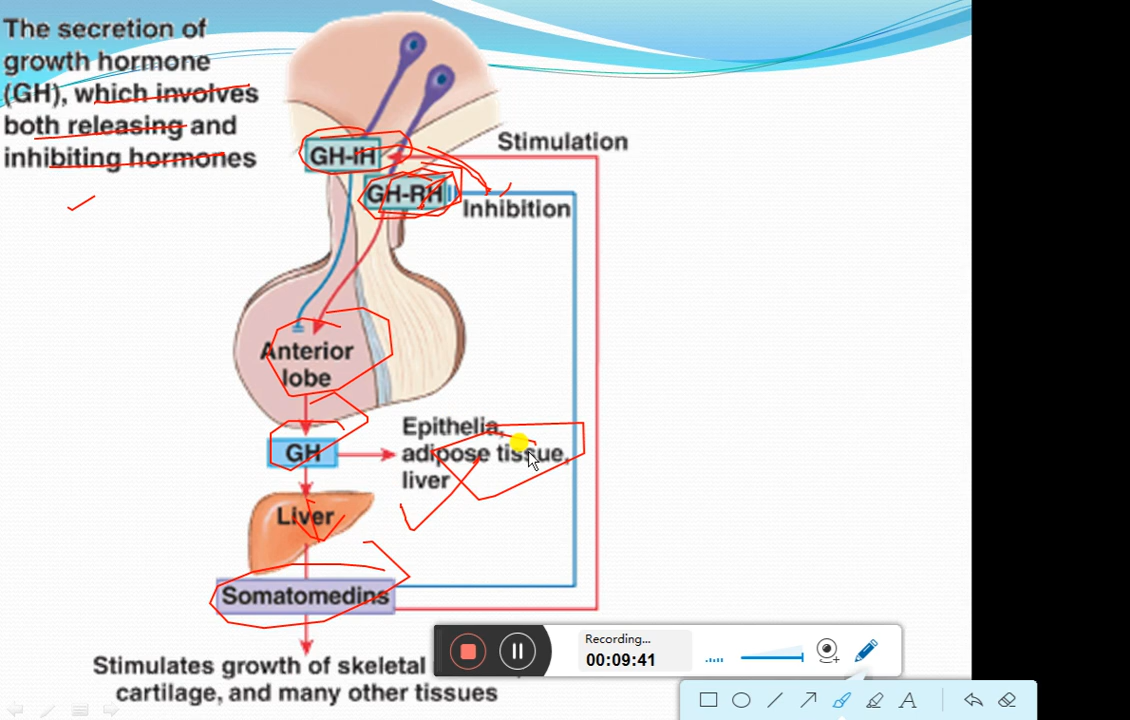 The secretion of
growth hormone
(GH), which involves
both releasing and
inhibiting hormones
GH-IH
Stimulation
GH-RH
Inhibition
Anterior
lobe
Epithelia,
GH
adipose tissue,
liver
Liver
Somatomedins
Recording...
00:09:41
Stimulates growth of skeletal
cartilage, and many other tissues
A